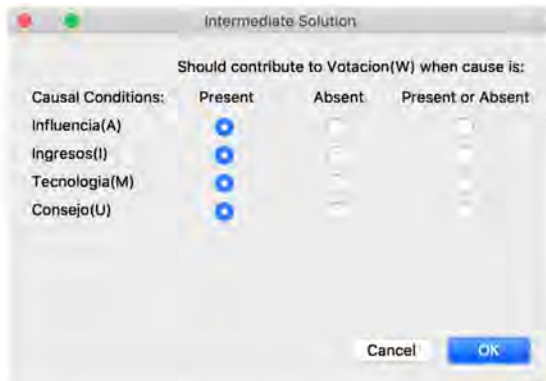 Intermediate Solution
Should contribute to Votacion(W) when cause is:
Causal Conditions: Present Absent Present or Absent
Influencia(A)
Ingresos(I)
Tecnologia(M)
Consejo(U)
Cancel OK